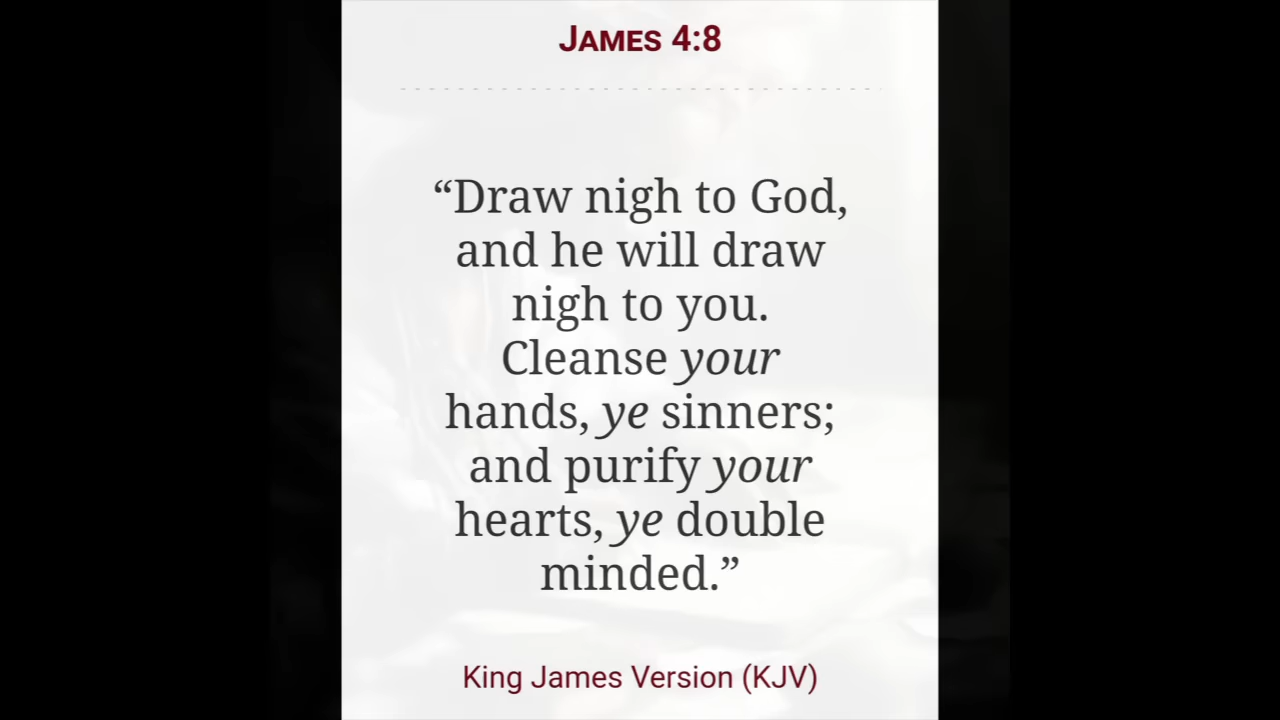 JAMES 4:8
“Draw nigh to God,
and he will draw
nigh to you.
Cleanse your
hands, ye sinners;
and purify your
hearts, ye double
minded.”
King James Version (KJV)